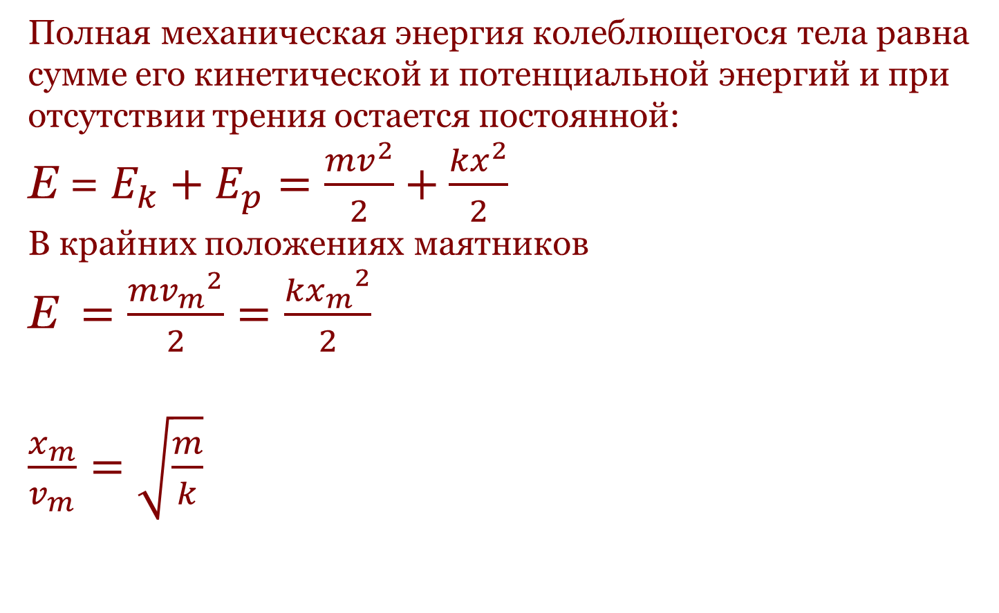 Полная механическая энергия колеблющегося тела равна
сумме его кинетической и потенциальной энергий и при
отсутствии трения остается постоянной:
E = E_k + E_p = \frac{mv^2}{2} + \frac{kx^2}{2}
В крайних положениях маятников
E = \frac{mv_m{}^2}{2} = \frac{kx_m{}^2}{2}
\frac{x_m}{v_m} = \sqrt{\frac{m}{k}}